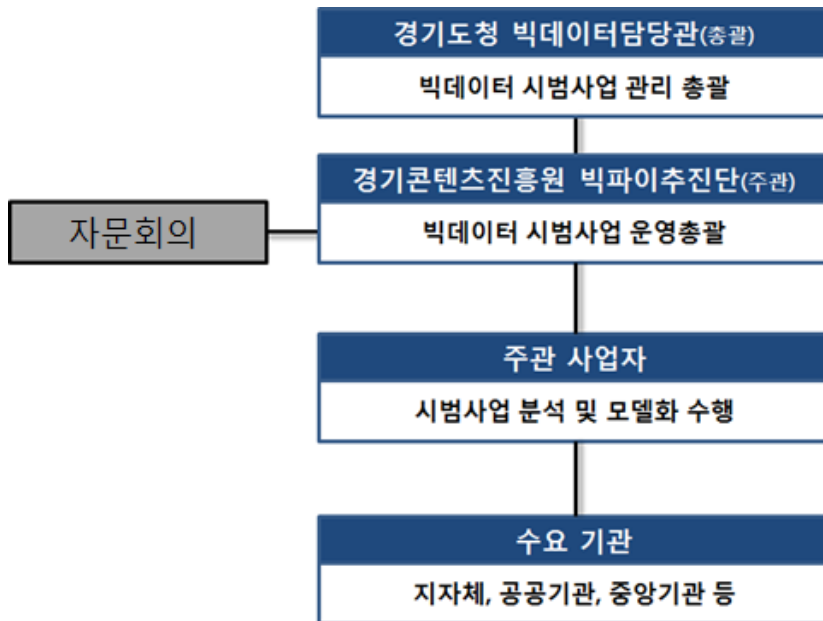 경기도청 빅데이터담당관(총괄)
빅데이터 시범사업 관리 총괄
경기콘텐츠진흥원 빅파이추진단(주관)
자문회의
빅데이터 시범사업 운영총괄
주관 사업자
시범사업 분석 및 모델화 수행
수요 기관
지자체, 공공기관, 중앙기관 등